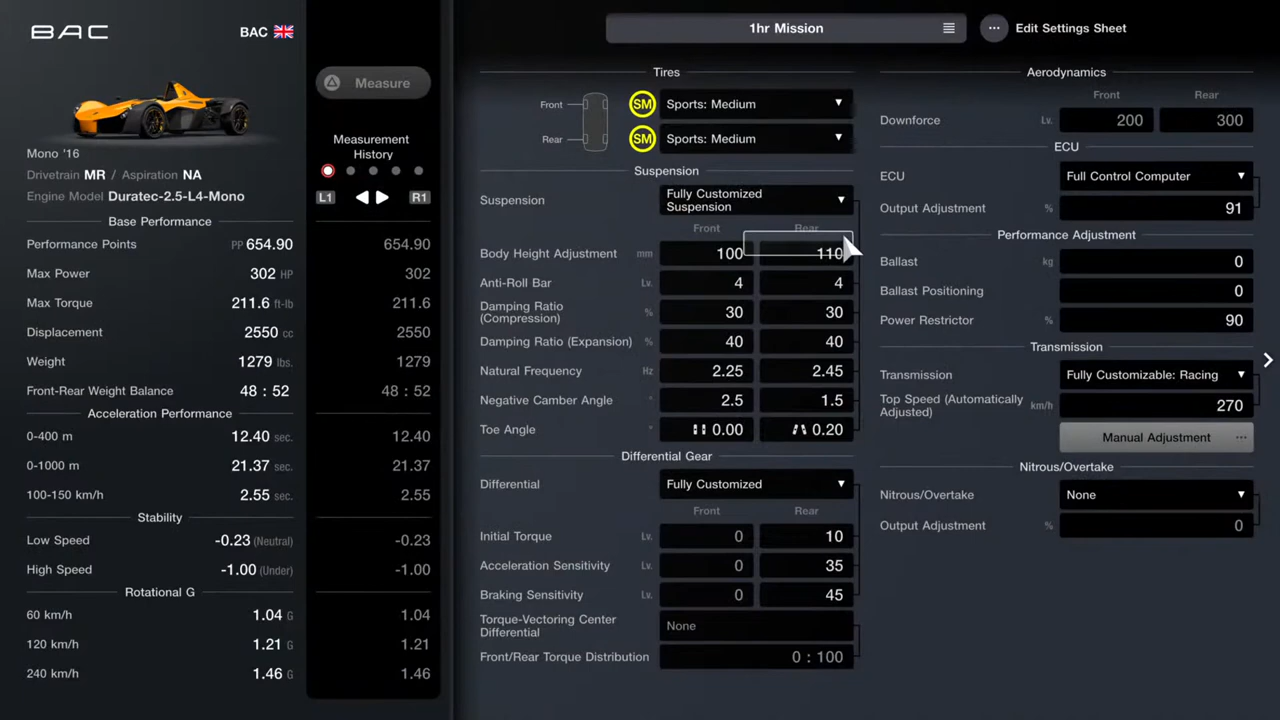 BAC
BAC
Mono '16
Drivetrain MR / Aspiration NA
Engine Model Duratec-2.5-L4-Mono
Base Performance
Performance Points PP 654.90
Max Power 302 HP
Max Torque 211.6 ft-lb
Displacement 2550 cc
Weight 1279 lbs.
Front-Rear Weight Balance 48 : 52
Acceleration Performance
0-400 m 12.40 sec.
0-1000 m 21.37 sec.
100-150 km/h 2.55 sec.
Stability
Low Speed -0.23 (Neutral)
High Speed -1.00 (Under)
Rotational G
60 km/h 1.04 G
120 km/h 1.21 G
240 km/h 1.46 G
Measure
Measurement
History
L1 R1
654.90
302
211.6
2550
1279
48 : 52
12.40
21.37
2.55
-0.23
-1.00
1.04
1.21
1.46
1hr Mission
Edit Settings Sheet
Tires
Front SM Sports: Medium
Rear SM Sports: Medium
Suspension
Suspension Fully Customized
Suspension
Front Rear
Body Height Adjustment mm 100 110
Anti-Roll Bar Lv. 4 4
Damping Ratio
(Compression) % 30 30
Damping Ratio (Expansion) % 40 40
Natural Frequency Hz 2.25 2.45
Negative Camber Angle ° 2.5 1.5
Toe Angle ° 0.00 0.20
Differential Gear
Differential Fully Customized
Front Rear
Initial Torque Lv. 0 10
Acceleration Sensitivity Lv. 0 35
Braking Sensitivity Lv. 0 45
Torque-Vectoring Center
Differential None
Front/Rear Torque Distribution 0 : 100
Aerodynamics
Front Rear
Downforce Lv. 200 300
ECU
ECU Full Control Computer
Output Adjustment % 91
Performance Adjustment
Ballast kg 0
Ballast Positioning 0
Power Restrictor % 90
Transmission
Transmission Fully Customizable: Racing
Top Speed (Automatically
Adjusted) km/h 270
Manual Adjustment
Nitrous/Overtake
Nitrous/Overtake None
Output Adjustment % 0